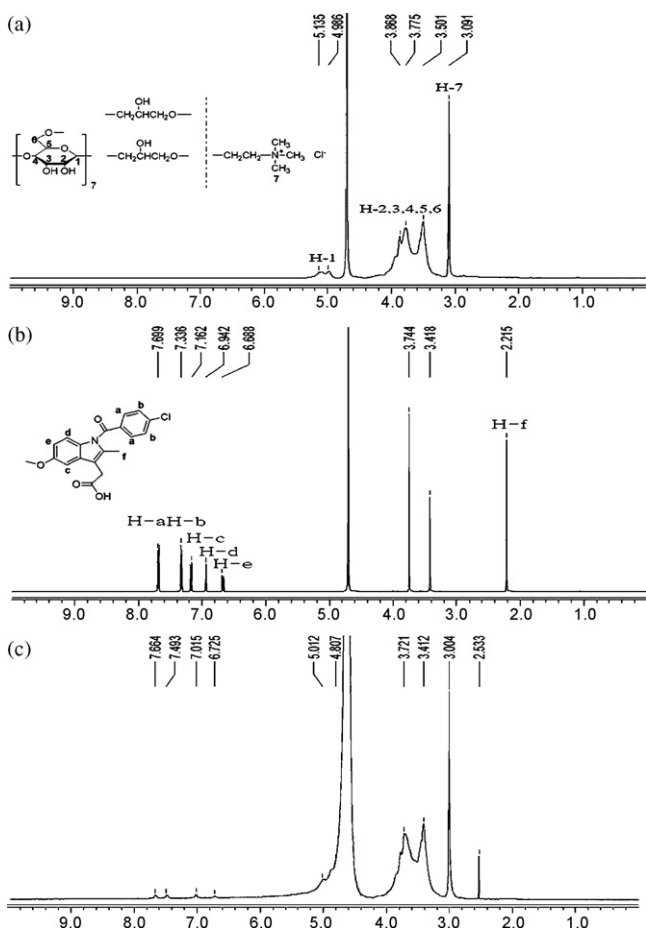 (a)
5.135
4.986
3.868
3.775
3.501
3.091
OH
—CH₂CHCH₂O—
OH
—CH₂CHCH₂O—
6 O—
5
O 4 3 2 1
OH OH
7
CH₃
—CH₂CH₂—N⁺—CH₃ Cl⁻
CH₃
7
H-7
H-2,3,4,5,6
H-1
9.0 8.0 7.0 6.0 5.0 4.0 3.0 2.0 1.0
(b)
7.699
7.336
7.162
6.942
6.688
3.744
3.418
2.215
a b Cl
O
e d N a b
O c f
O
OH
H-f
H-aH-b
H-c
H-d
H-e
9.0 8.0 7.0 6.0 5.0 4.0 3.0 2.0 1.0
(c)
7.664
7.493
7.015
6.725
5.012
4.807
3.721
3.412
3.004
2.533
10.0 9.0 8.0 7.0 6.0 5.0 4.0 3.0 2.0 1.0